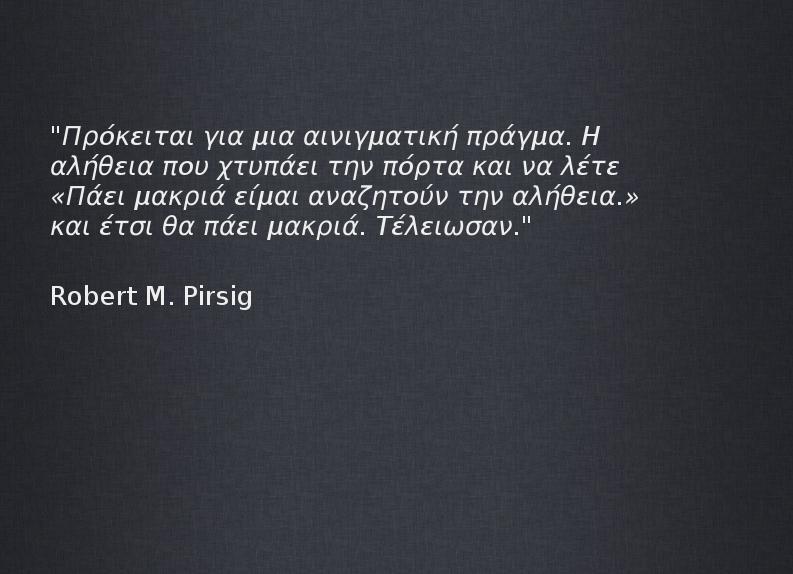 "Πρόκειται για μια αινιγματική πράγμα. Η
αλήθεια που χτυπάει την πόρτα και να λέτε
«Πάει μακριά είμαι αναζητούν την αλήθεια.»
και έτσι θα πάει μακριά. Τέλειωσαν."
Robert M. Pirsig